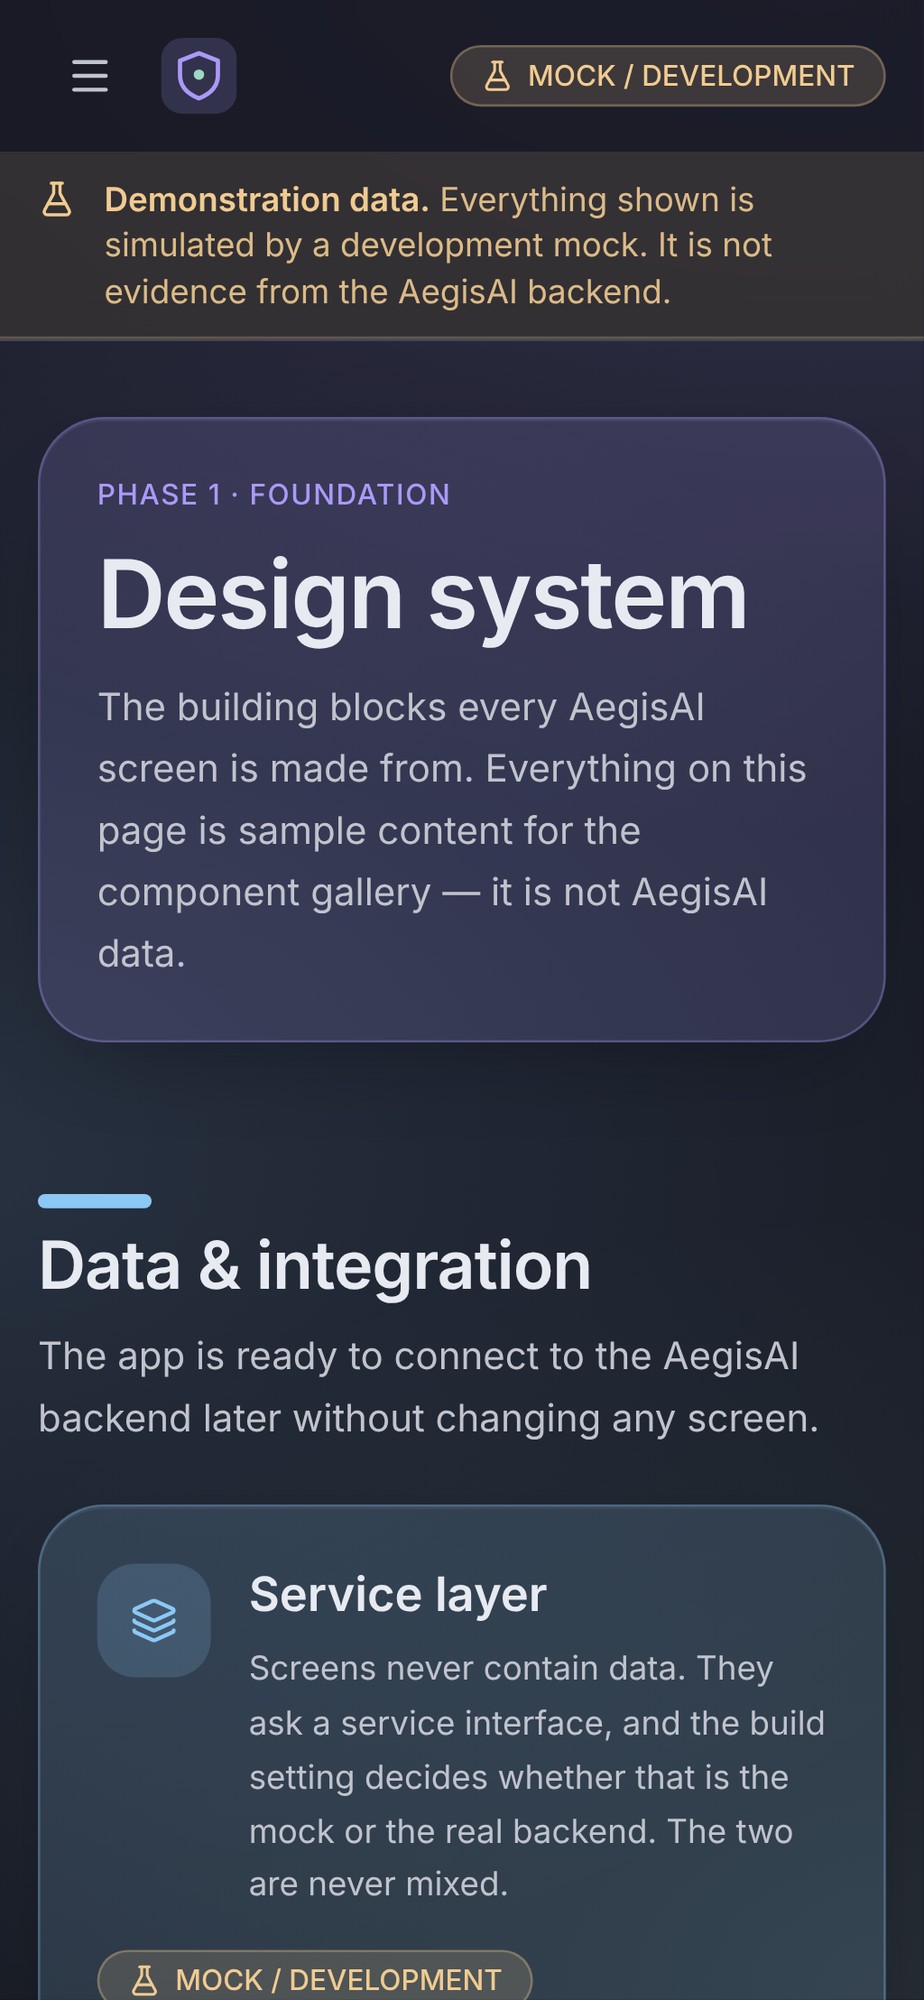 MOCK / DEVELOPMENT
Demonstration data. Everything shown is
simulated by a development mock. It is not
evidence from the AegisAI backend.
PHASE 1 · FOUNDATION
Design system
The building blocks every AegisAI
screen is made from. Everything on this
page is sample content for the
component gallery — it is not AegisAI
data.
Data & integration
The app is ready to connect to the AegisAI
backend later without changing any screen.
Service layer
Screens never contain data. They
ask a service interface, and the build
setting decides whether that is the
mock or the real backend. The two
are never mixed.
MOCK / DEVELOPMENT